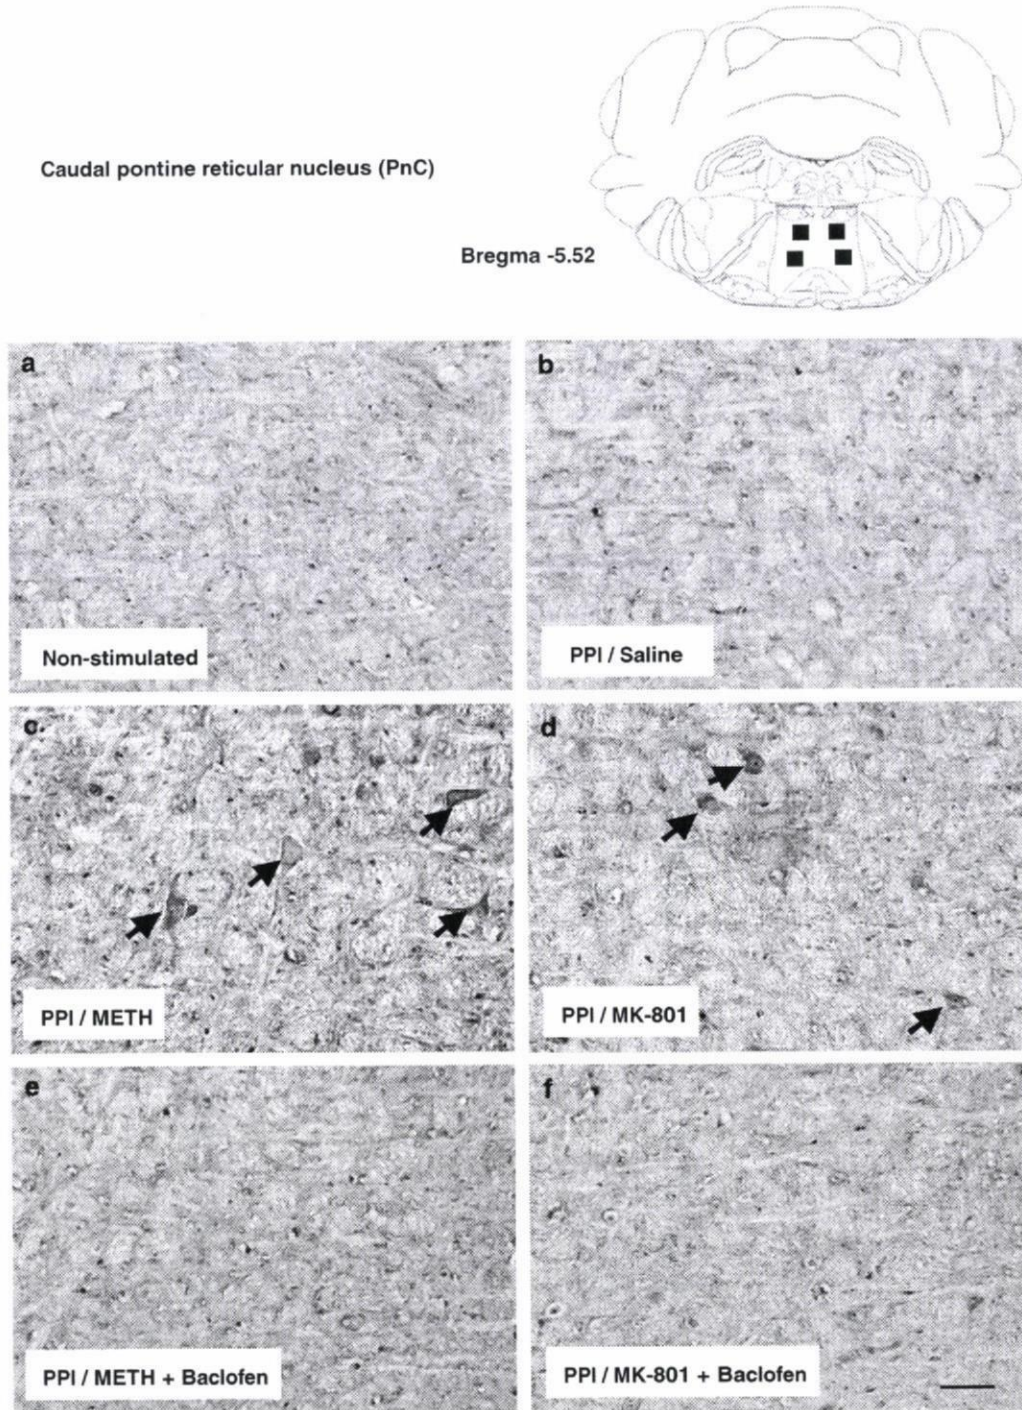 Caudal pontine reticular nucleus (PnC)
Bregma -5.52
a
b
Non-stimulated
PPI / Saline
c
d
PPI / METH
PPI / MK-801
e
f
PPI / METH + Baclofen
PPI / MK-801 + Baclofen